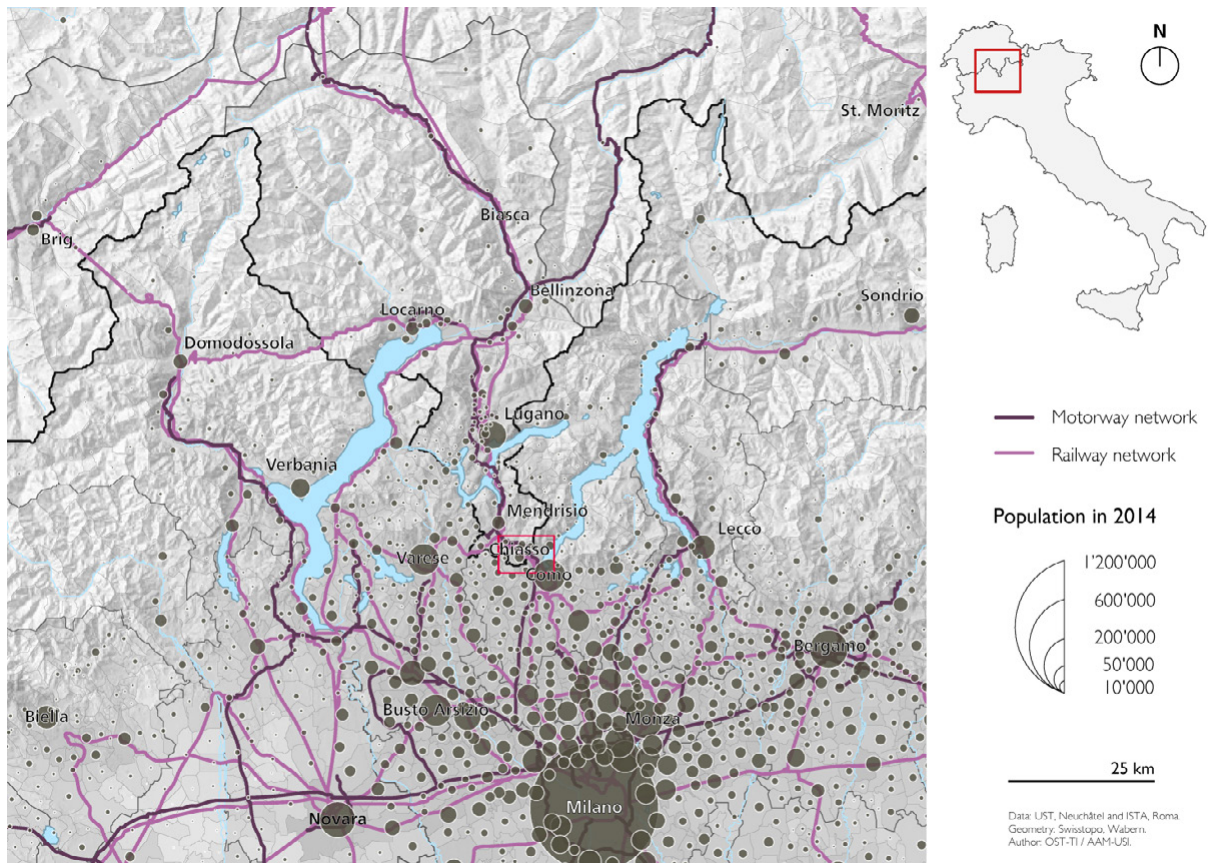 St. Moritz
Biasca
Brig
Bellinzona
Locarno
Sondrio
Domodossola
Lugano
Verbania
Mendrisio
Lecco
Chiasso
Varese
Como
Bergamo
Biella
Busto Arsizio
Monza
Milano
Novara
N
Motorway network
Railway network
Population in 2014
1'200'000
600'000
200'000
50'000
10'000
25 km
Data: UST, Neuchâtel and ISTA, Roma
Geometry: Swisstopo, Wabern.
Author: OST-TI / AAM-USI.